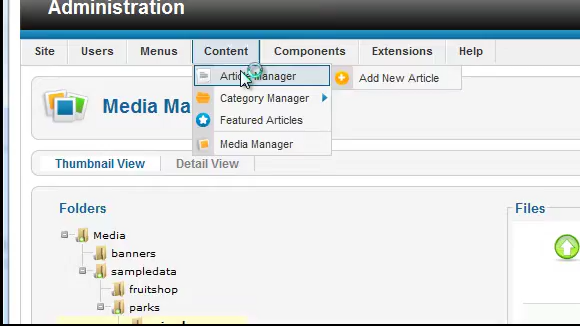 Administration
Site Users Menus Content Components Extensions Help
Article Manager Add New Article
Category Manager
Featured Articles
Media Manager
Media Ma
Thumbnail View Detail View
Folders Files
Media
banners
sampledata
fruitshop
parks